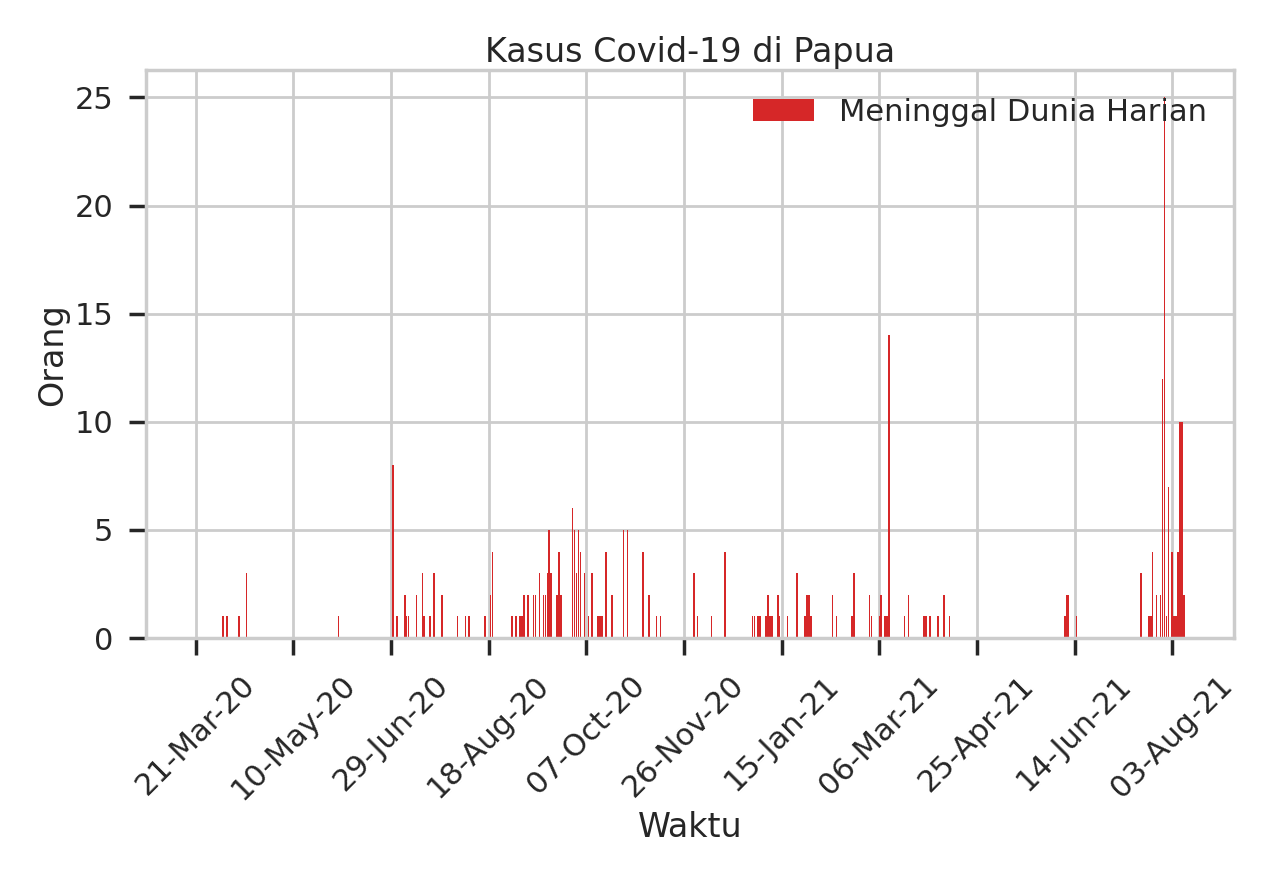 Kasus Covid-19 di Papua
Meninggal Dunia Harian
Orang
25
20
15
10
5
0
21-Mar-20
10-May-20
29-Jun-20
18-Aug-20
07-Oct-20
26-Nov-20
15-Jan-21
06-Mar-21
25-Apr-21
14-Jun-21
03-Aug-21
Waktu